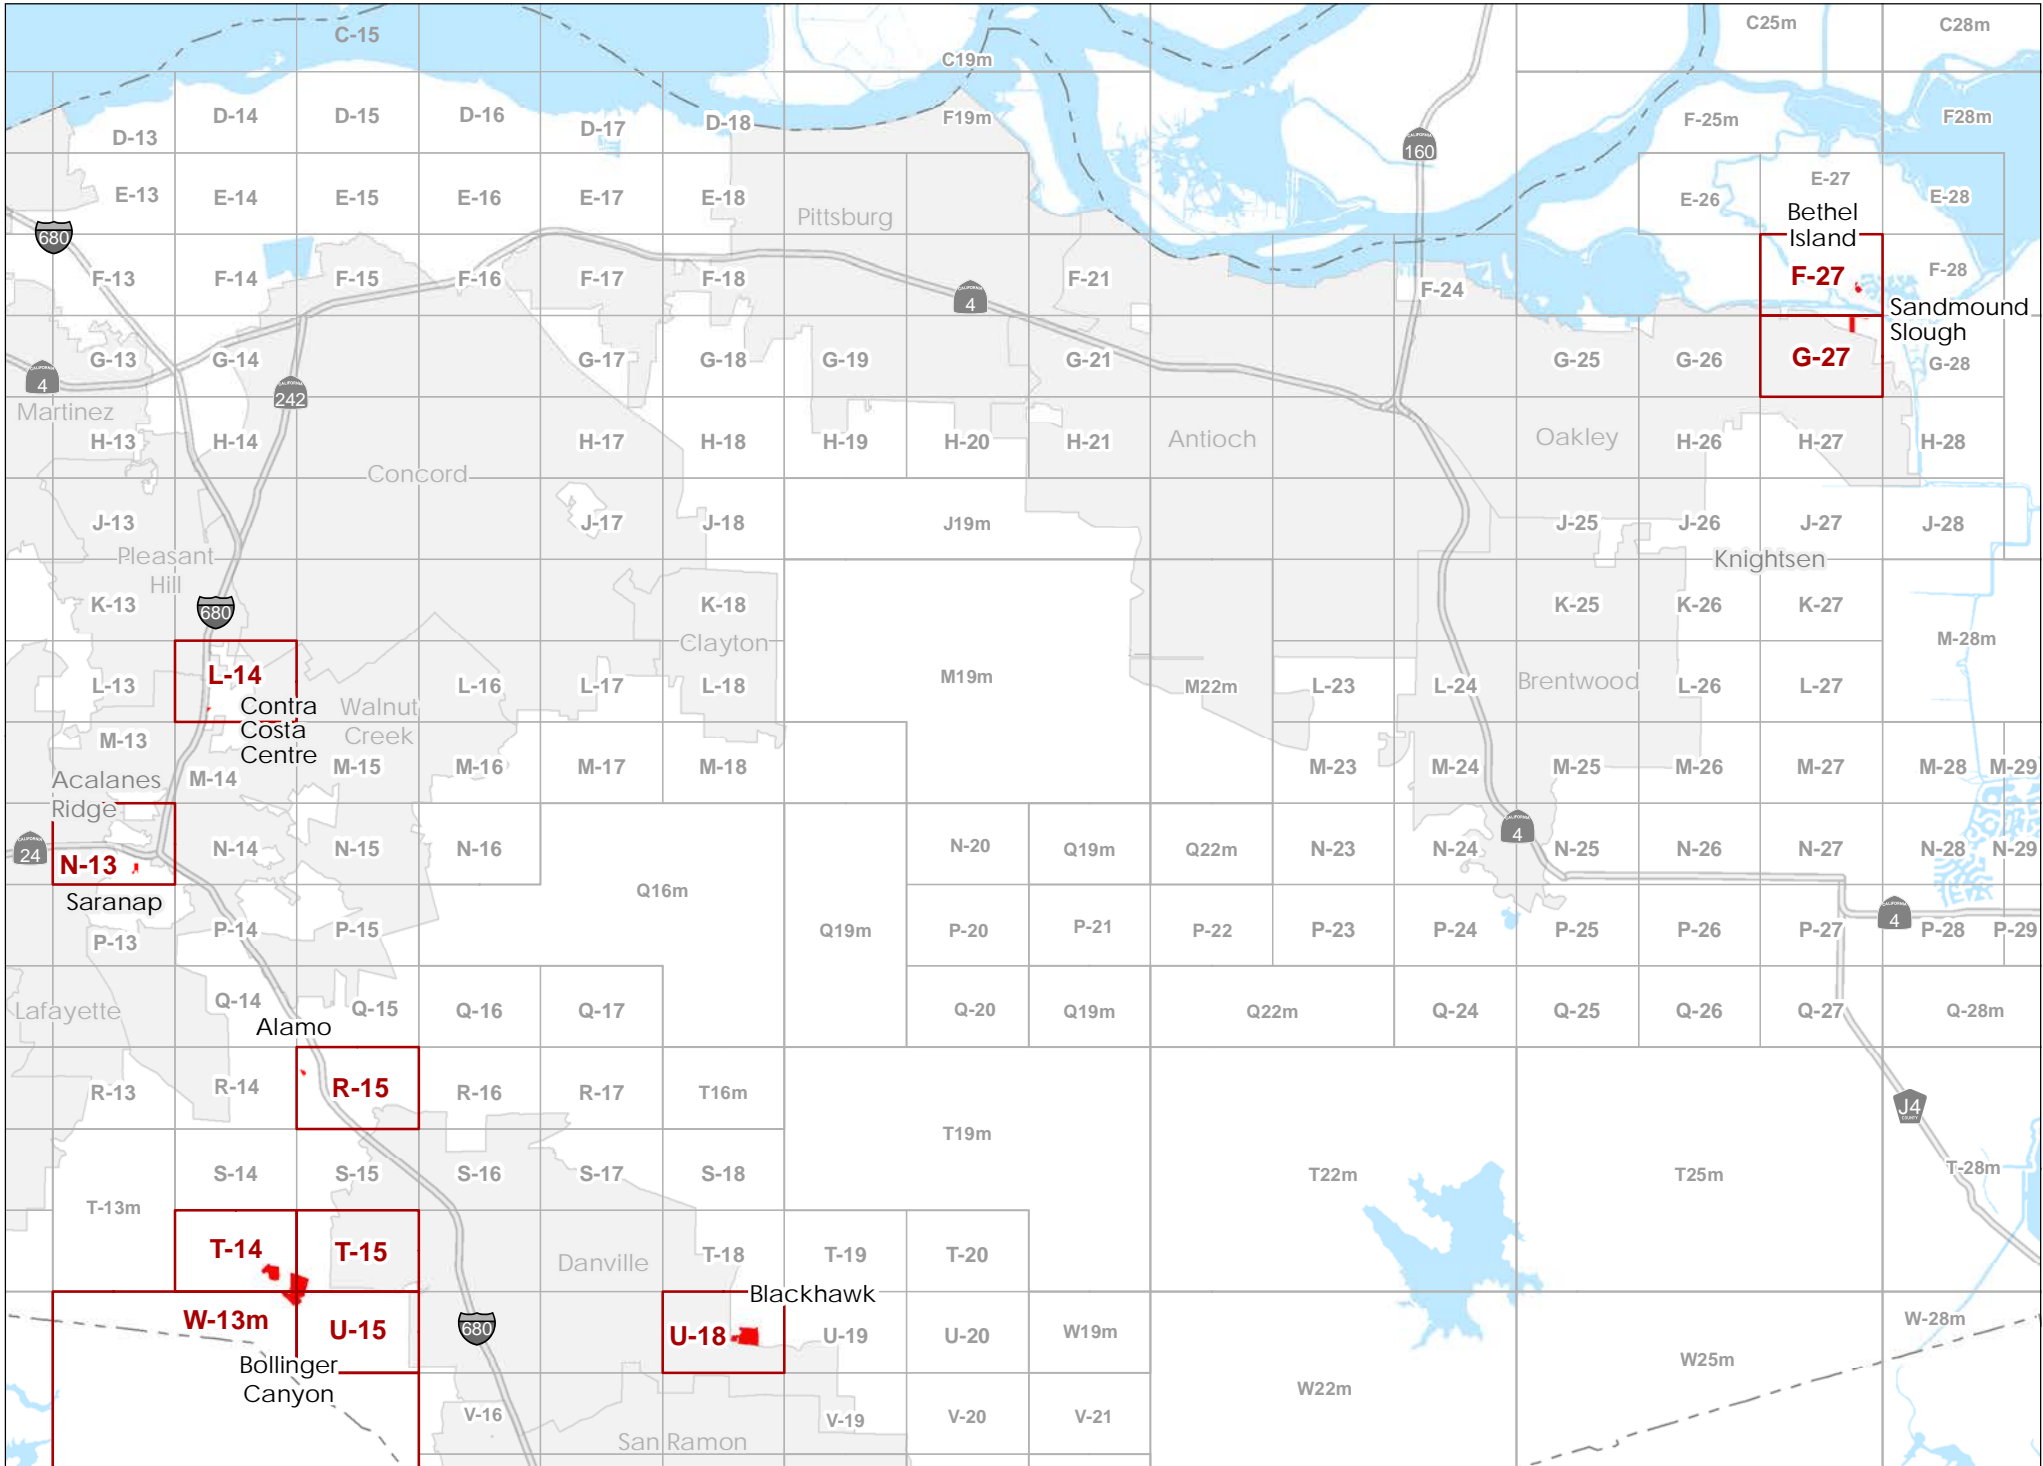 C-15
C19m
C25m
C28m
D-13
D-14
D-15
D-16
D-17
D-18
F19m
CALIFORNIA
160
F-25m
F28m
E-13
E-14
E-15
E-16
E-17
E-18
Pittsburg
E-26
E-27
E-28
Bethel
Island
680
F-13
F-14
F-15
F-16
F-17
F-18
CALIFORNIA
4
F-21
F-24
F-27
F-28
Sandmound
Slough
CALIFORNIA
4
G-13
G-14
CALIFORNIA
242
G-17
G-18
G-19
G-21
G-25
G-26
G-27
G-28
Martinez
H-13
H-14
Concord
H-17
H-18
H-19
H-20
H-21
Antioch
Oakley
H-26
H-27
H-28
J-13
J-17
J-18
J19m
J-25
J-26
J-27
J-28
Pleasant
Hill
Knightsen
K-13
680
K-18
K-25
K-26
K-27
Clayton
M-28m
L-13
L-14
L-16
L-17
L-18
M19m
M22m
L-23
L-24
Brentwood
L-26
L-27
Contra
Costa
Centre
Walnut
Creek
M-13
M-14
M-15
M-16
M-17
M-18
M-23
M-24
M-25
M-26
M-27
M-28
M-29
Acalanes
Ridge
CALIFORNIA
24
N-13
N-14
N-15
N-16
N-20
Q19m
Q22m
N-23
N-24
CALIFORNIA
4
N-25
N-26
N-27
N-28
N-29
Saranap
Q16m
P-13
P-14
P-15
Q19m
P-20
P-21
P-22
P-23
P-24
P-25
P-26
P-27
CALIFORNIA
4
P-28
P-29
Lafayette
Q-14
Q-15
Q-16
Q-17
Q-20
Q19m
Q22m
Q-24
Q-25
Q-26
Q-27
Q-28m
Alamo
R-13
R-14
R-15
R-16
R-17
T16m
J4
COUNTY
T19m
S-14
S-15
S-16
S-17
S-18
T22m
T25m
T-28m
T-13m
T-14
T-15
Danville
T-18
T-19
T-20
Blackhawk
W-13m
U-15
680
U-18
U-19
U-20
W19m
W-28m
Bollinger
Canyon
W22m
W25m
V-16
V-19
V-20
V-21
San Ramon